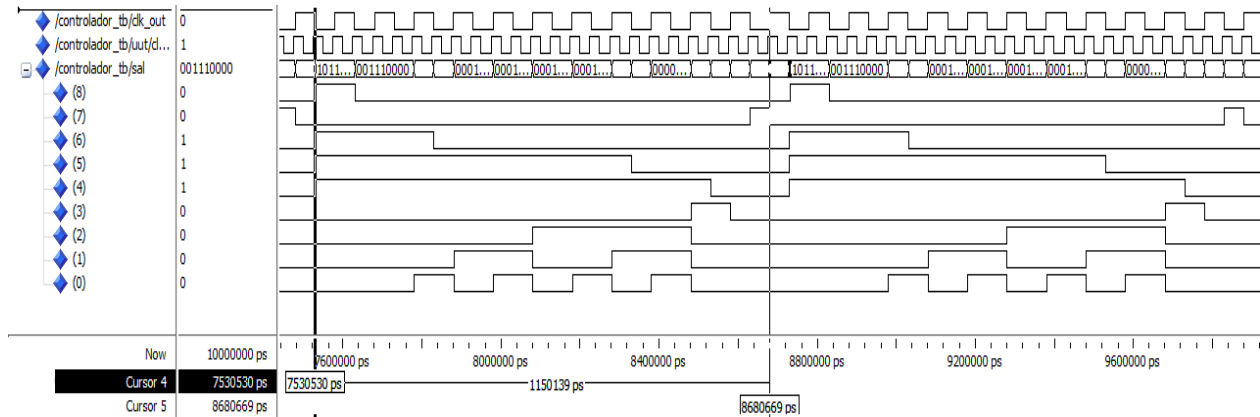 /controlador_tb/clk_out 0
/controlador_tb/uut/cl... 1
/controlador_tb/sal 001110000 1011... 001110000 0001... 0001... 0001... 0001... 0000... 1011... 001110000 0001... 0001... 0001... 0001... 0000...
(8) 0
(7) 0
(6) 1
(5) 1
(4) 1
(3) 0
(2) 0
(1) 0
(0) 0
Now 10000000 ps 7600000 ps 8000000 ps 8400000 ps 8800000 ps 9200000 ps 9600000 ps
Cursor 4 7530530 ps 7530530 ps 1150139 ps
Cursor 5 8680669 ps 8680669 ps